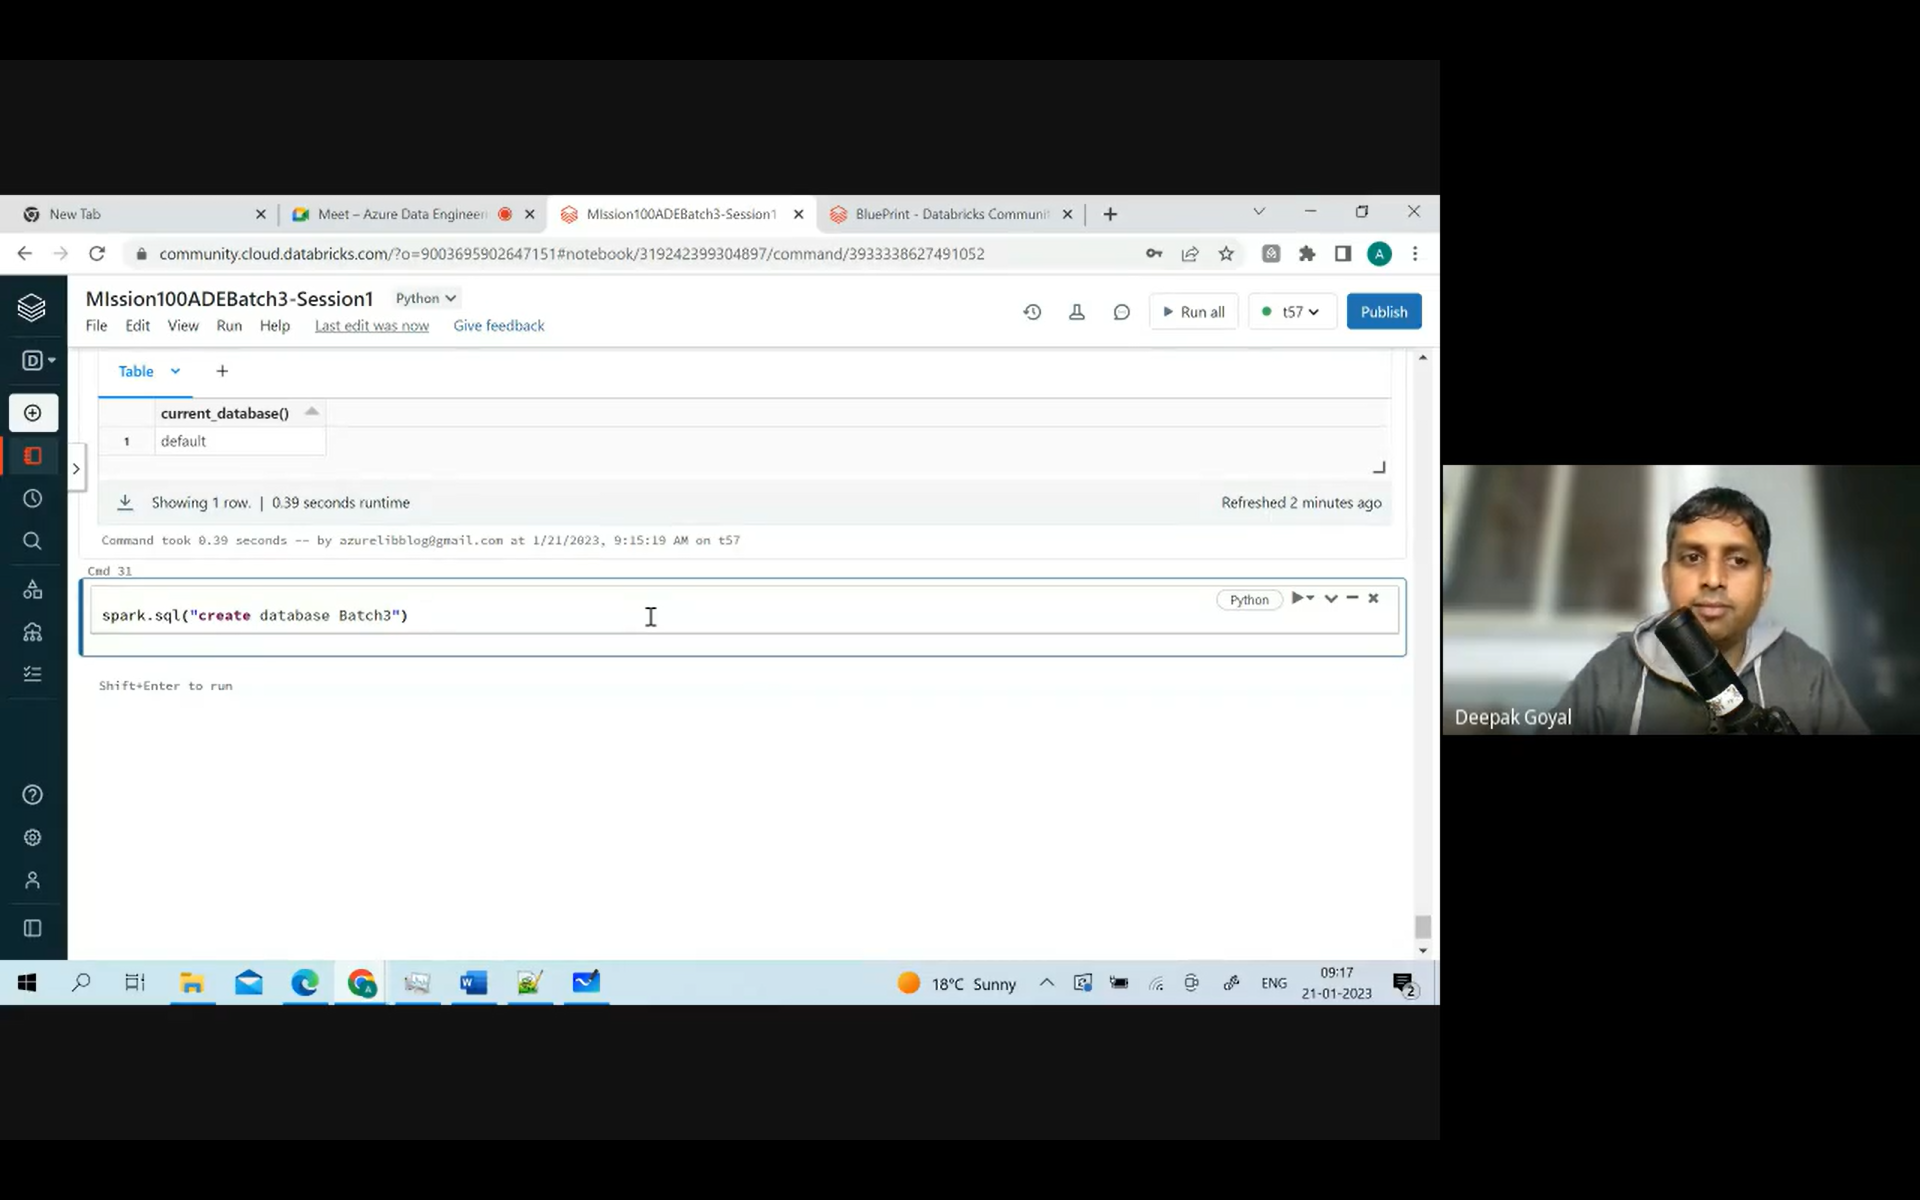 New Tab
Meet – Azure Data Engineeri
MIssion100ADEBatch3-Session1
BluePrint - Databricks Communit
community.cloud.databricks.com/?o=9003695902647151#notebook/319242399304897/command/3933338627491052
A
MIssion100ADEBatch3-Session1
Python
File
Edit
View
Run
Help
Last edit was now
Give feedback
Run all
t57
Publish
D
Table
+
current_database()
1
default
Showing 1 row. | 0.39 seconds runtime
Refreshed 2 minutes ago
Command took 0.39 seconds -- by azurelibblog@gmail.com at 1/21/2023, 9:15:19 AM on t57
Cmd 31
Python
spark.sql("create database Batch3")
Shift+Enter to run
Deepak Goyal
18°C Sunny
ENG
09:17
21-01-2023
2